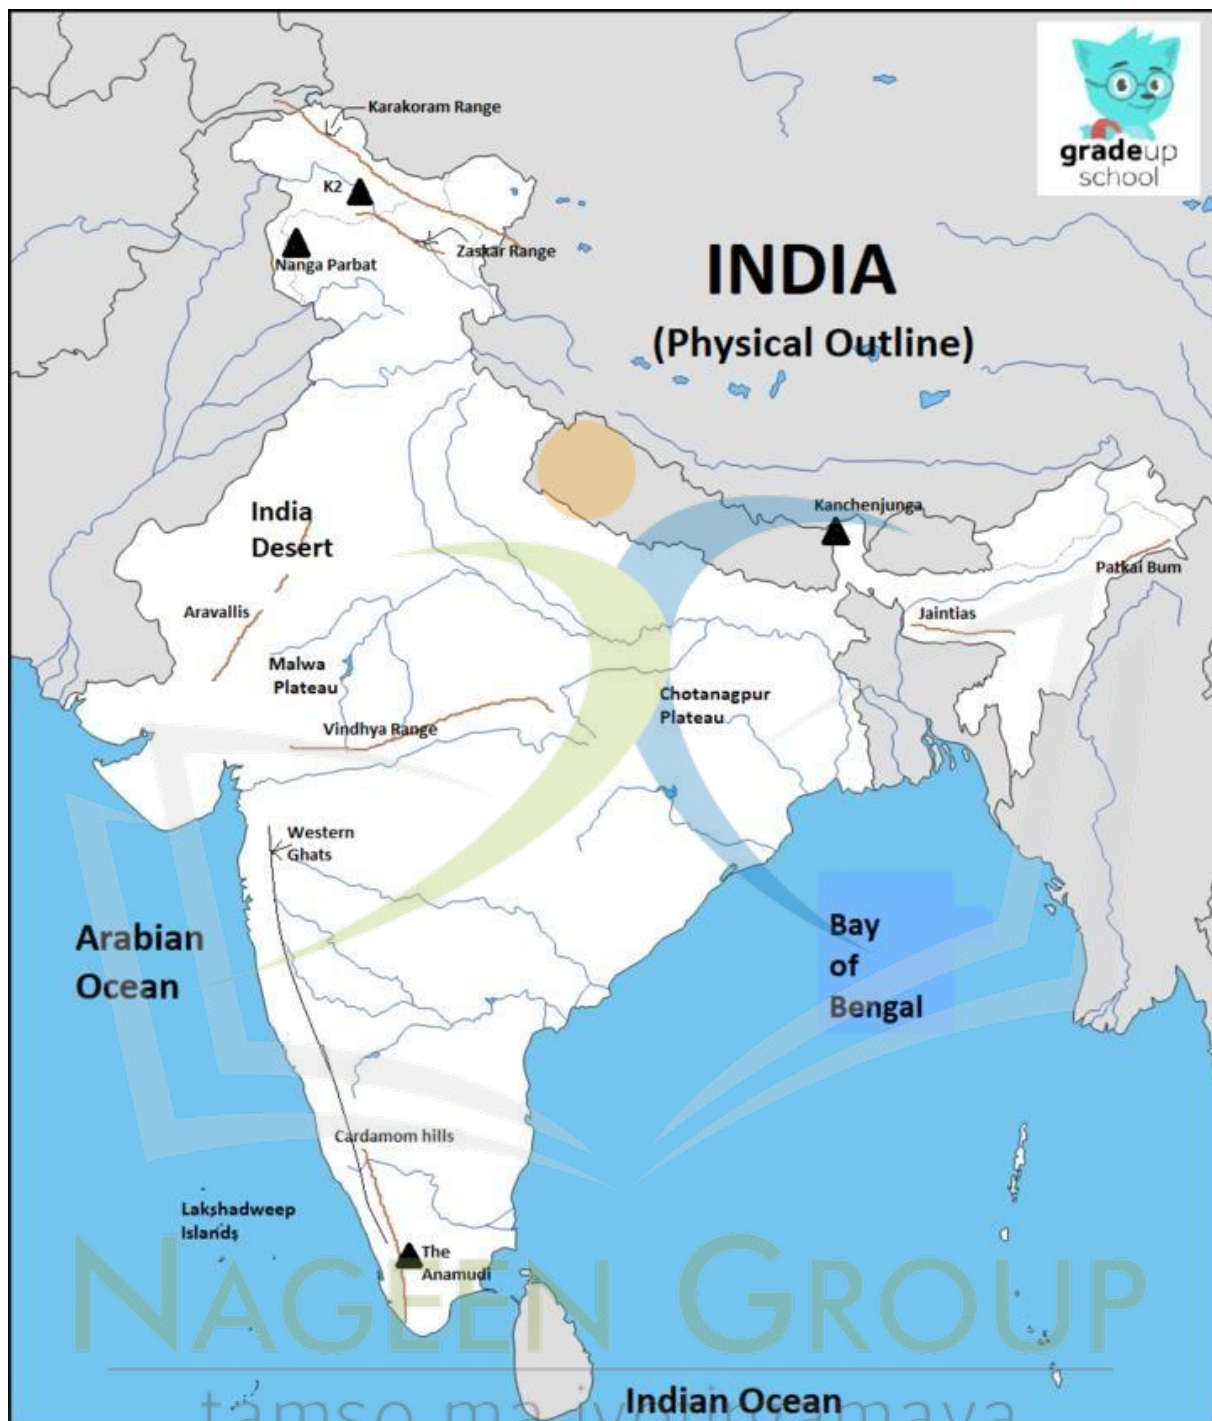 gradeup
school
Karakoram Range
K2
Zaskar Range
Nanga Parbat
INDIA
(Physical Outline)
Kanchenjunga
India
Desert
Patkai Bum
Aravallis
Jaintias
Malwa
Plateau
Chotanagpur
Plateau
Vindhya Range
Western
Ghats
Arabian
Ocean
Bay
of
Bengal
Cardamom hills
Lakshadweep
Islands
The
Anamudi
NAGEEN GROUP
Indian Ocean
tamso ma